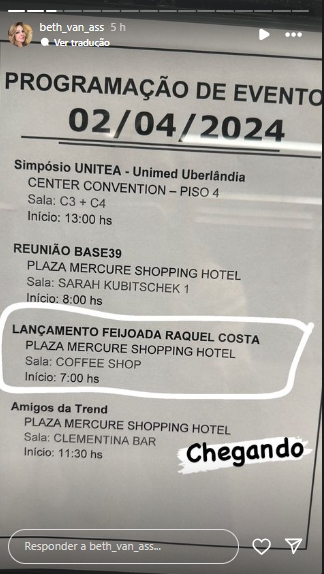 beth_van_ass 5 h
Ver tradução
PROGRAMAÇÃO DE EVENTO
02/04/2024
Simpósio UNITEA - Unimed Uberlândia
CENTER CONVENTION – PISO 4
Sala: C3 + C4
Início: 13:00 hs
REUNIÃO BASE39
PLAZA MERCURE SHOPPING HOTEL
Sala: SARAH KUBITSCHEK 1
Início: 8:00 hs
LANÇAMENTO FEIJOADA RAQUEL COSTA
PLAZA MERCURE SHOPPING HOTEL
Sala: COFFEE SHOP
Início: 7:00 hs
Amigos da Trend
PLAZA MERCURE SHOPPING HOTEL
Sala: CLEMENTINA BAR
Início: 11:30 hs
Chegando
Responder a beth_van_ass...